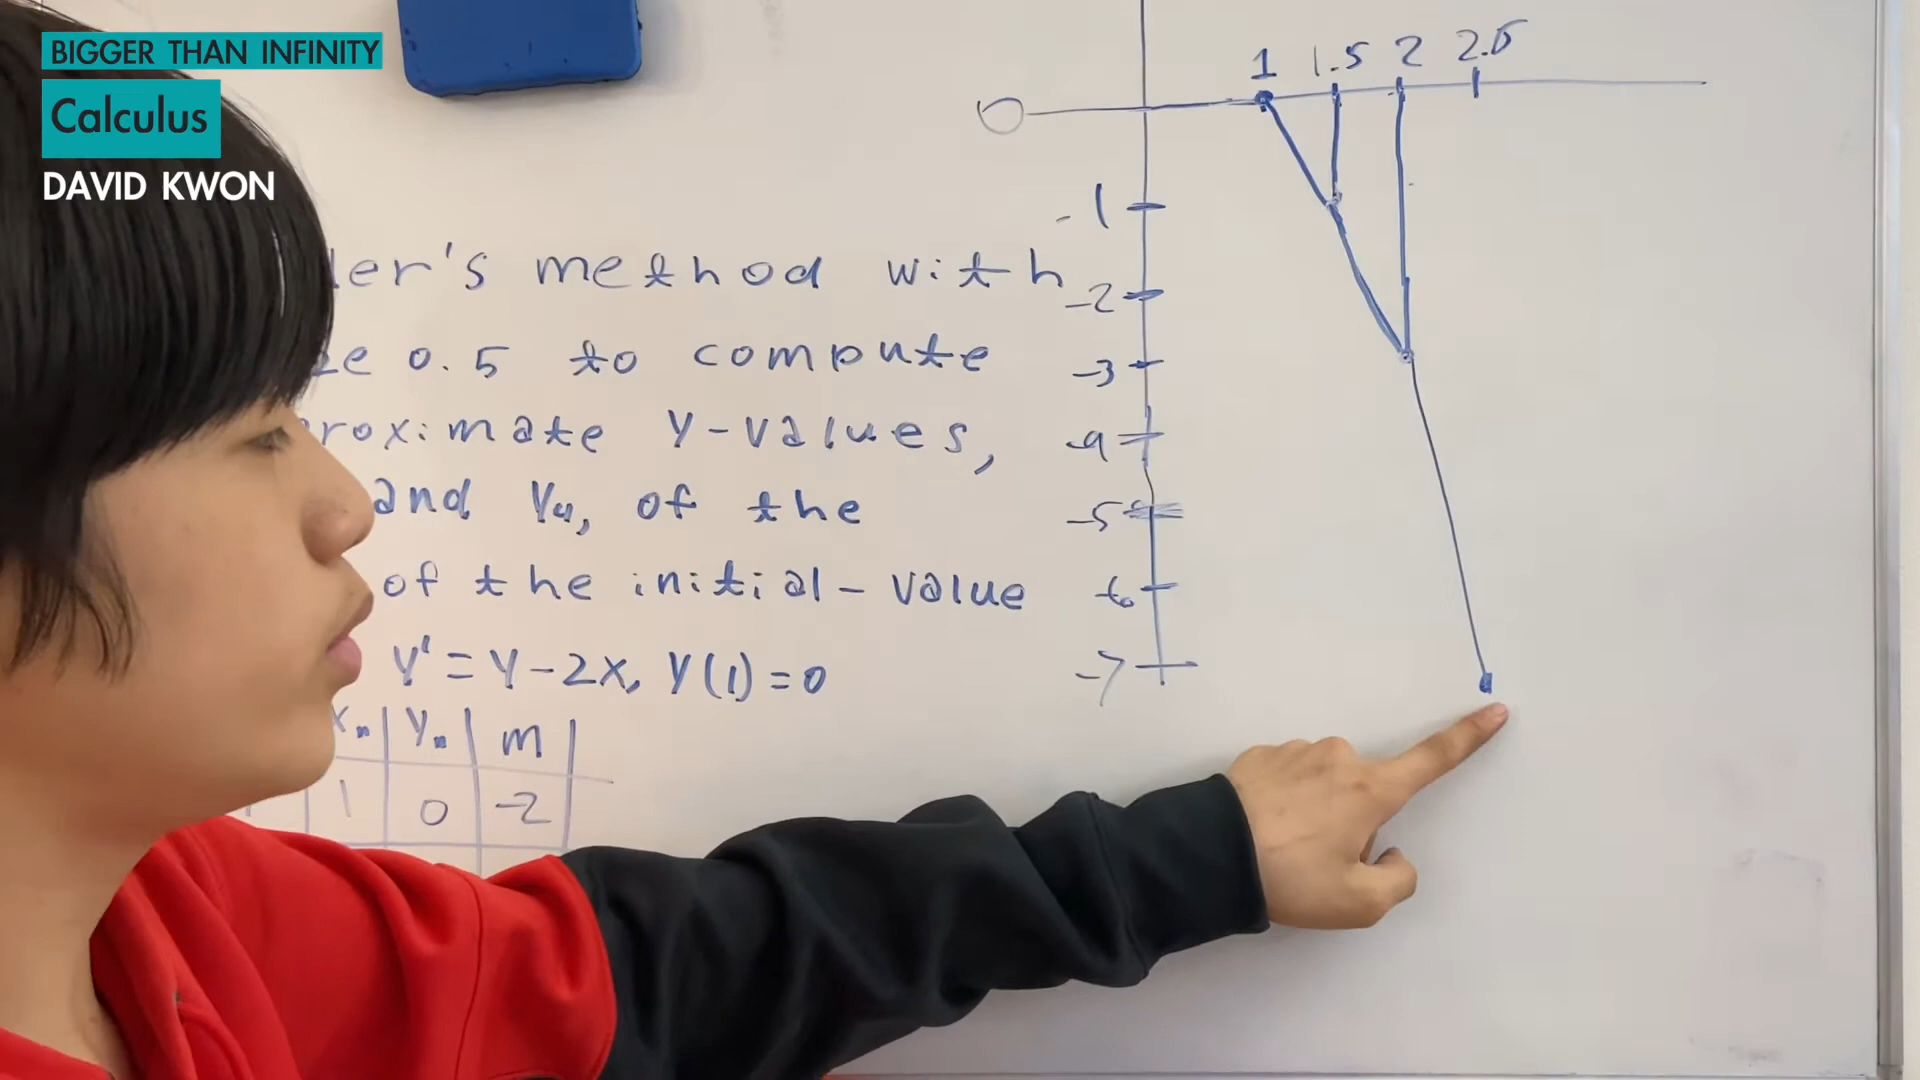 BIGGER THAN INFINITY
Calculus
DAVID KWON
1 1.5 2 2.5
0
-1
-2
-3
-4
-5
-6
-7
ler's method with
ze 0.5 to compute
roximate Y-values,
and Y4, of the
of the initial-value
Y' = Y-2X, Y(1)=0
Xn Yn m
1 0 -2